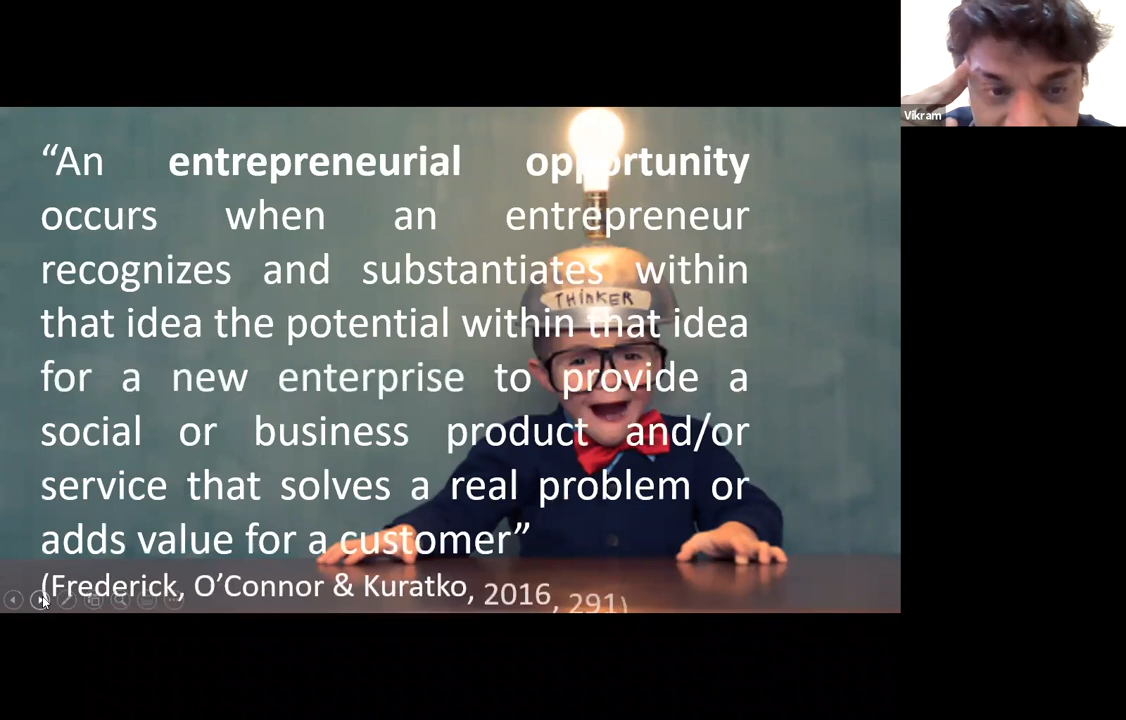 “An entrepreneurial opportunity
occurs when an entrepreneur
recognizes and substantiates within
that idea the potential within that idea
for a new enterprise to provide a
social or business product and/or
service that solves a real problem or
adds value for a customer”
(Frederick, O’Connor & Kuratko, 2016, 291)
THiNKER
Vikram